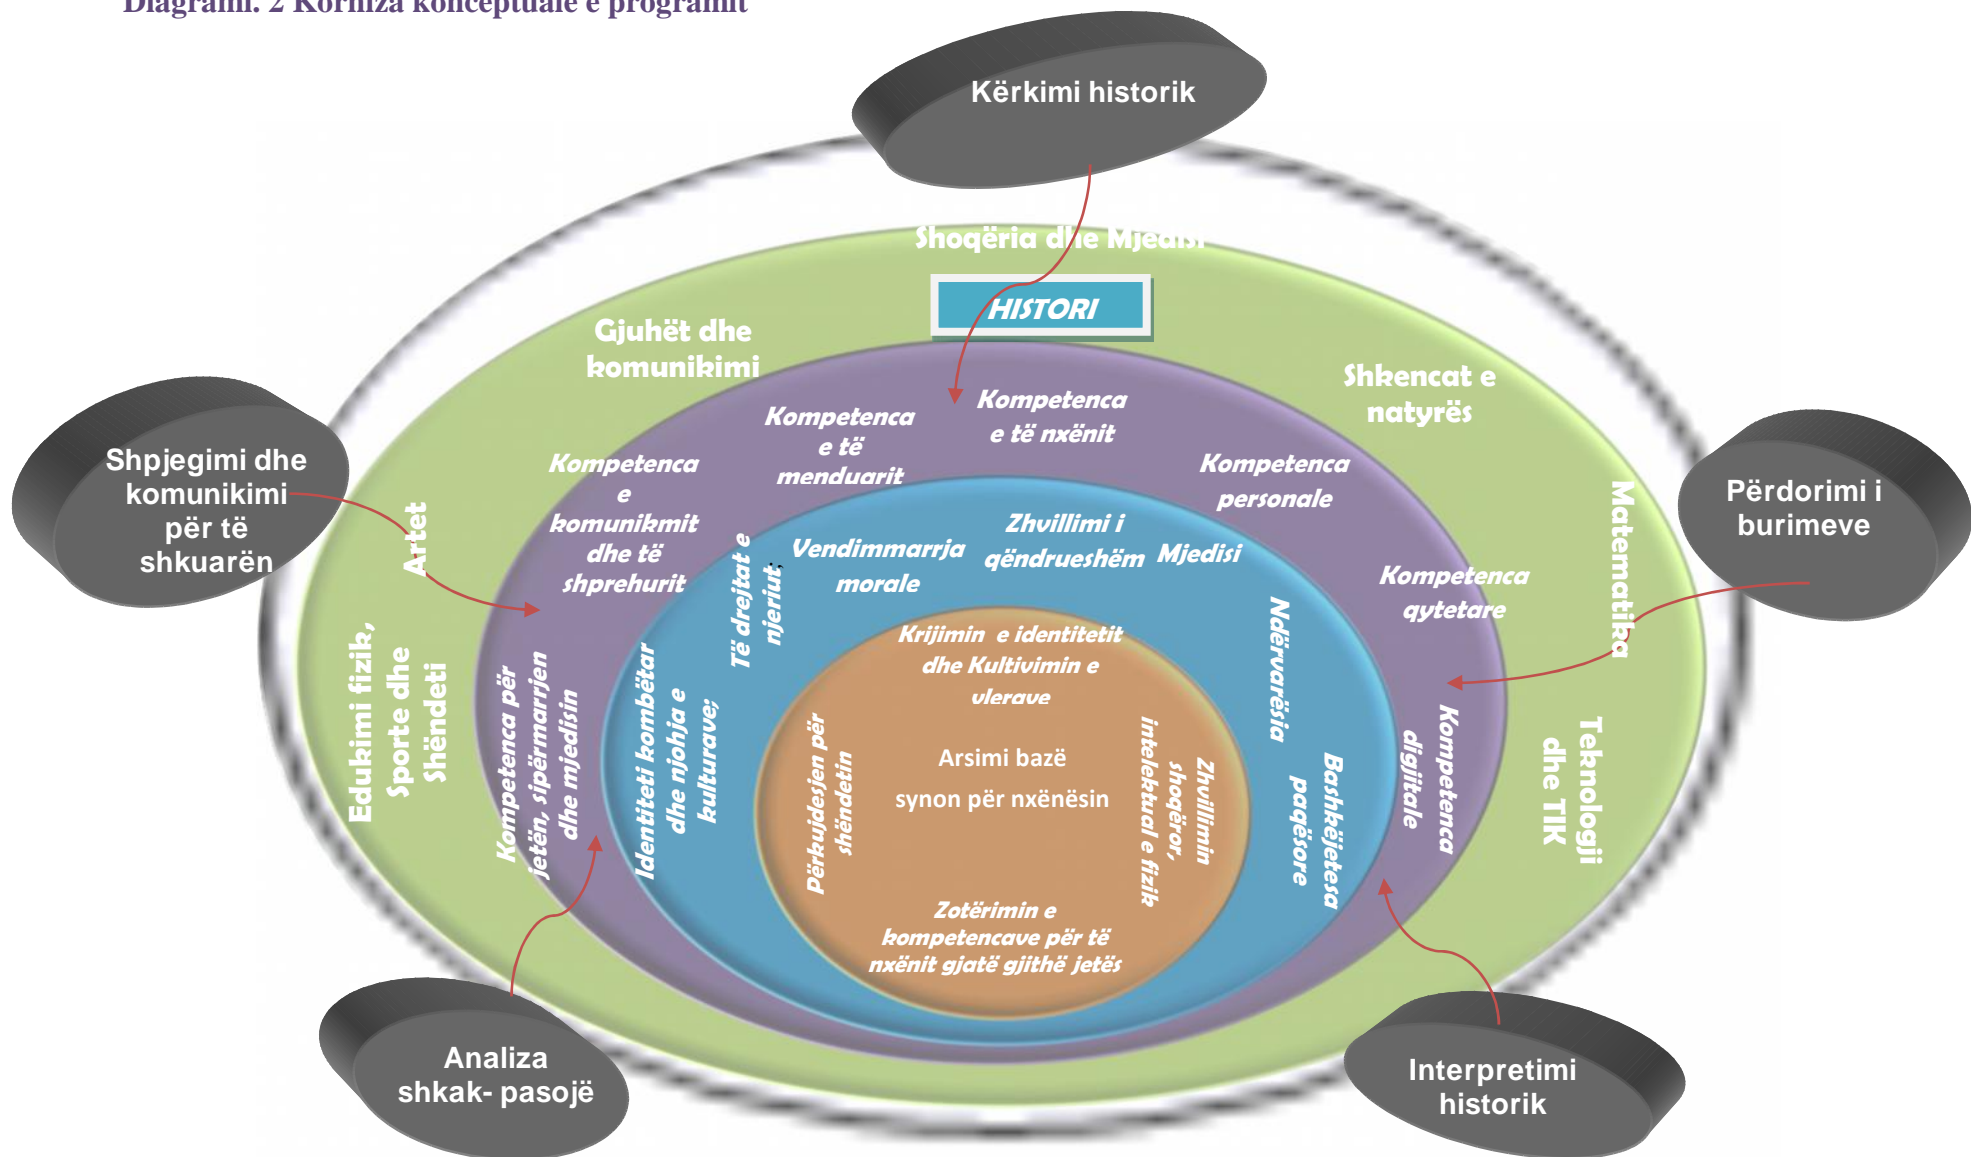 Diagrami. 2 Korniza konceptuale e programit
Kërkimi historik
Shoqëria dhe Mjedisi
HISTORI
Gjuhët dhe
komunikimi
Shkencat e
natyrës
Kompetenca
e të nxënit
Kompetenca
e të
menduarit
Kompetenca
e
komunikmit
dhe të
shprehurit
Kompetenca
personale
Shpjegimi dhe
komunikimi
për të
shkuarën
Përdorimi i
burimeve
Artet
Matematika
Zhvillimi i
qëndrueshëm
Vendimmarrja
morale
Mjedisi
Të drejtat e
njeriut;
Kompetenca
qytetare
Ndërvarësia
Krijimin e identitetit
dhe Kultivimin e
vlerave
Edukimi fizik,
Sporte dhe
Shëndeti
Kompetenca për
jetën, sipërmarrjen
dhe mjedisin
Identiteti kombëtar
dhe njohja e
kulturave;
Përkujdesjen për
shëndetin
Arsimi bazë
synon për nxënësin
Zhvillimin
shoqëror,
intelektual e fizik
Bashkëjetesa
paqësore
Kompetenca
digjitale
Teknologji
dhe TIK
Zotërimin e
kompetencave për të
nxënit gjatë gjithë jetës
Analiza
shkak- pasojë
Interpretimi
historik